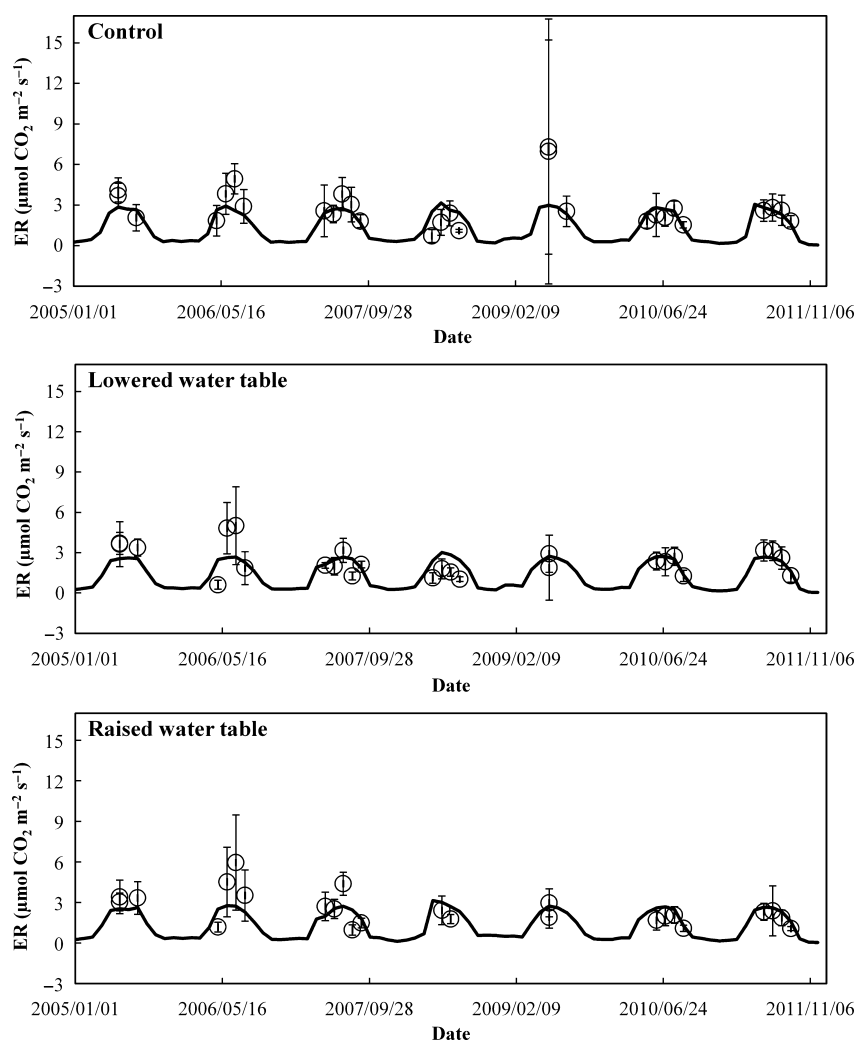 Control
ER (µmol CO₂ m⁻² s⁻¹)
15
12
9
6
3
0
−3
2005/01/01 2006/05/16 2007/09/28 2009/02/09 2010/06/24 2011/11/06
Date
Lowered water table
ER (µmol CO₂ m⁻² s⁻¹)
15
12
9
6
3
0
−3
2005/01/01 2006/05/16 2007/09/28 2009/02/09 2010/06/24 2011/11/06
Date
Raised water table
ER (µmol CO₂ m⁻² s⁻¹)
15
12
9
6
3
0
−3
2005/01/01 2006/05/16 2007/09/28 2009/02/09 2010/06/24 2011/11/06
Date